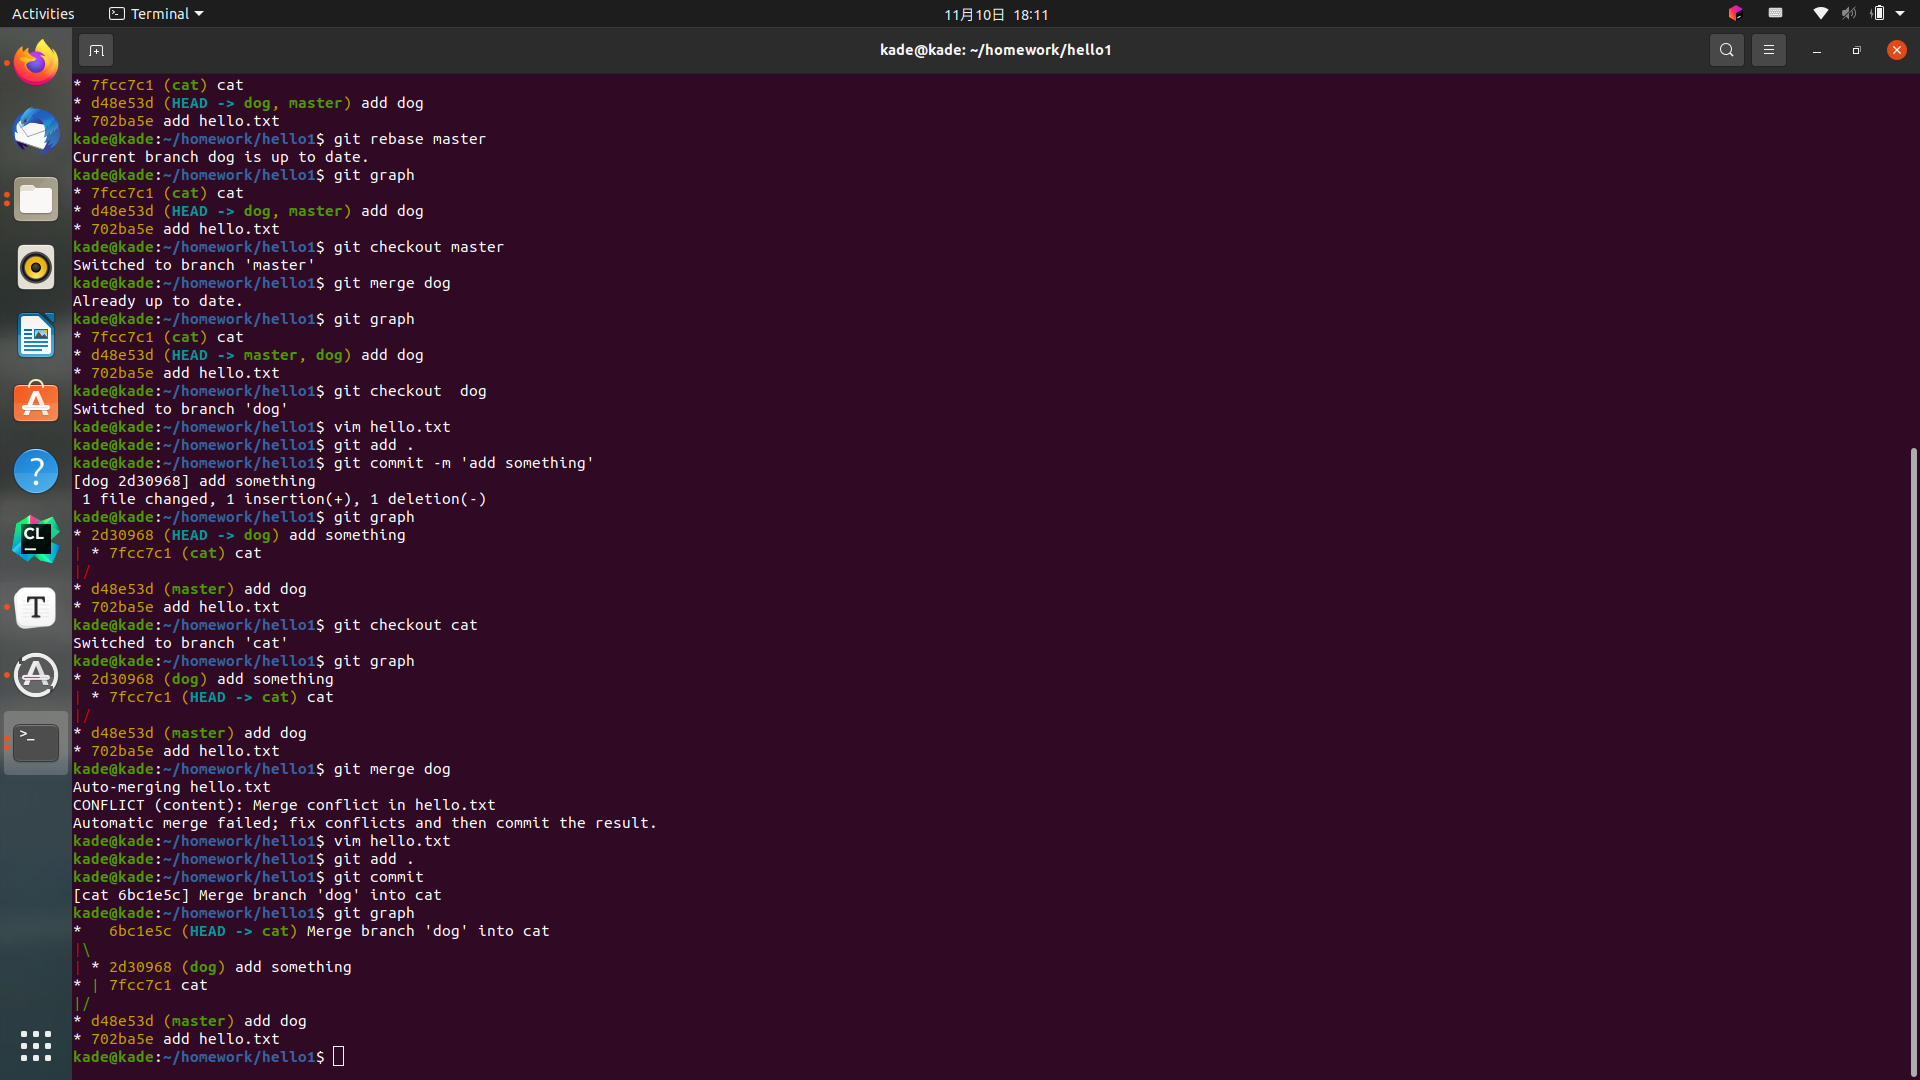 Activities
Terminal
11月10日 18:11
kade@kade: ~/homework/hello1
* 7fcc7c1 (cat) cat
* d48e53d (HEAD -> dog, master) add dog
* 702ba5e add hello.txt
kade@kade:~/homework/hello1$ git rebase master
Current branch dog is up to date.
kade@kade:~/homework/hello1$ git graph
* 7fcc7c1 (cat) cat
* d48e53d (HEAD -> dog, master) add dog
* 702ba5e add hello.txt
kade@kade:~/homework/hello1$ git checkout master
Switched to branch 'master'
kade@kade:~/homework/hello1$ git merge dog
Already up to date.
kade@kade:~/homework/hello1$ git graph
* 7fcc7c1 (cat) cat
* d48e53d (HEAD -> master, dog) add dog
* 702ba5e add hello.txt
kade@kade:~/homework/hello1$ git checkout  dog
Switched to branch 'dog'
kade@kade:~/homework/hello1$ vim hello.txt
kade@kade:~/homework/hello1$ git add .
kade@kade:~/homework/hello1$ git commit -m 'add something'
[dog 2d30968] add something
 1 file changed, 1 insertion(+), 1 deletion(-)
kade@kade:~/homework/hello1$ git graph
* 2d30968 (HEAD -> dog) add something
| * 7fcc7c1 (cat) cat
|/
* d48e53d (master) add dog
* 702ba5e add hello.txt
kade@kade:~/homework/hello1$ git checkout cat
Switched to branch 'cat'
kade@kade:~/homework/hello1$ git graph
* 2d30968 (dog) add something
| * 7fcc7c1 (HEAD -> cat) cat
|/
* d48e53d (master) add dog
* 702ba5e add hello.txt
kade@kade:~/homework/hello1$ git merge dog
Auto-merging hello.txt
CONFLICT (content): Merge conflict in hello.txt
Automatic merge failed; fix conflicts and then commit the result.
kade@kade:~/homework/hello1$ vim hello.txt
kade@kade:~/homework/hello1$ git add .
kade@kade:~/homework/hello1$ git commit
[cat 6bc1e5c] Merge branch 'dog' into cat
kade@kade:~/homework/hello1$ git graph
*   6bc1e5c (HEAD -> cat) Merge branch 'dog' into cat
|\
| * 2d30968 (dog) add something
* | 7fcc7c1 cat
|/
* d48e53d (master) add dog
* 702ba5e add hello.txt
kade@kade:~/homework/hello1$
CL
T
>_